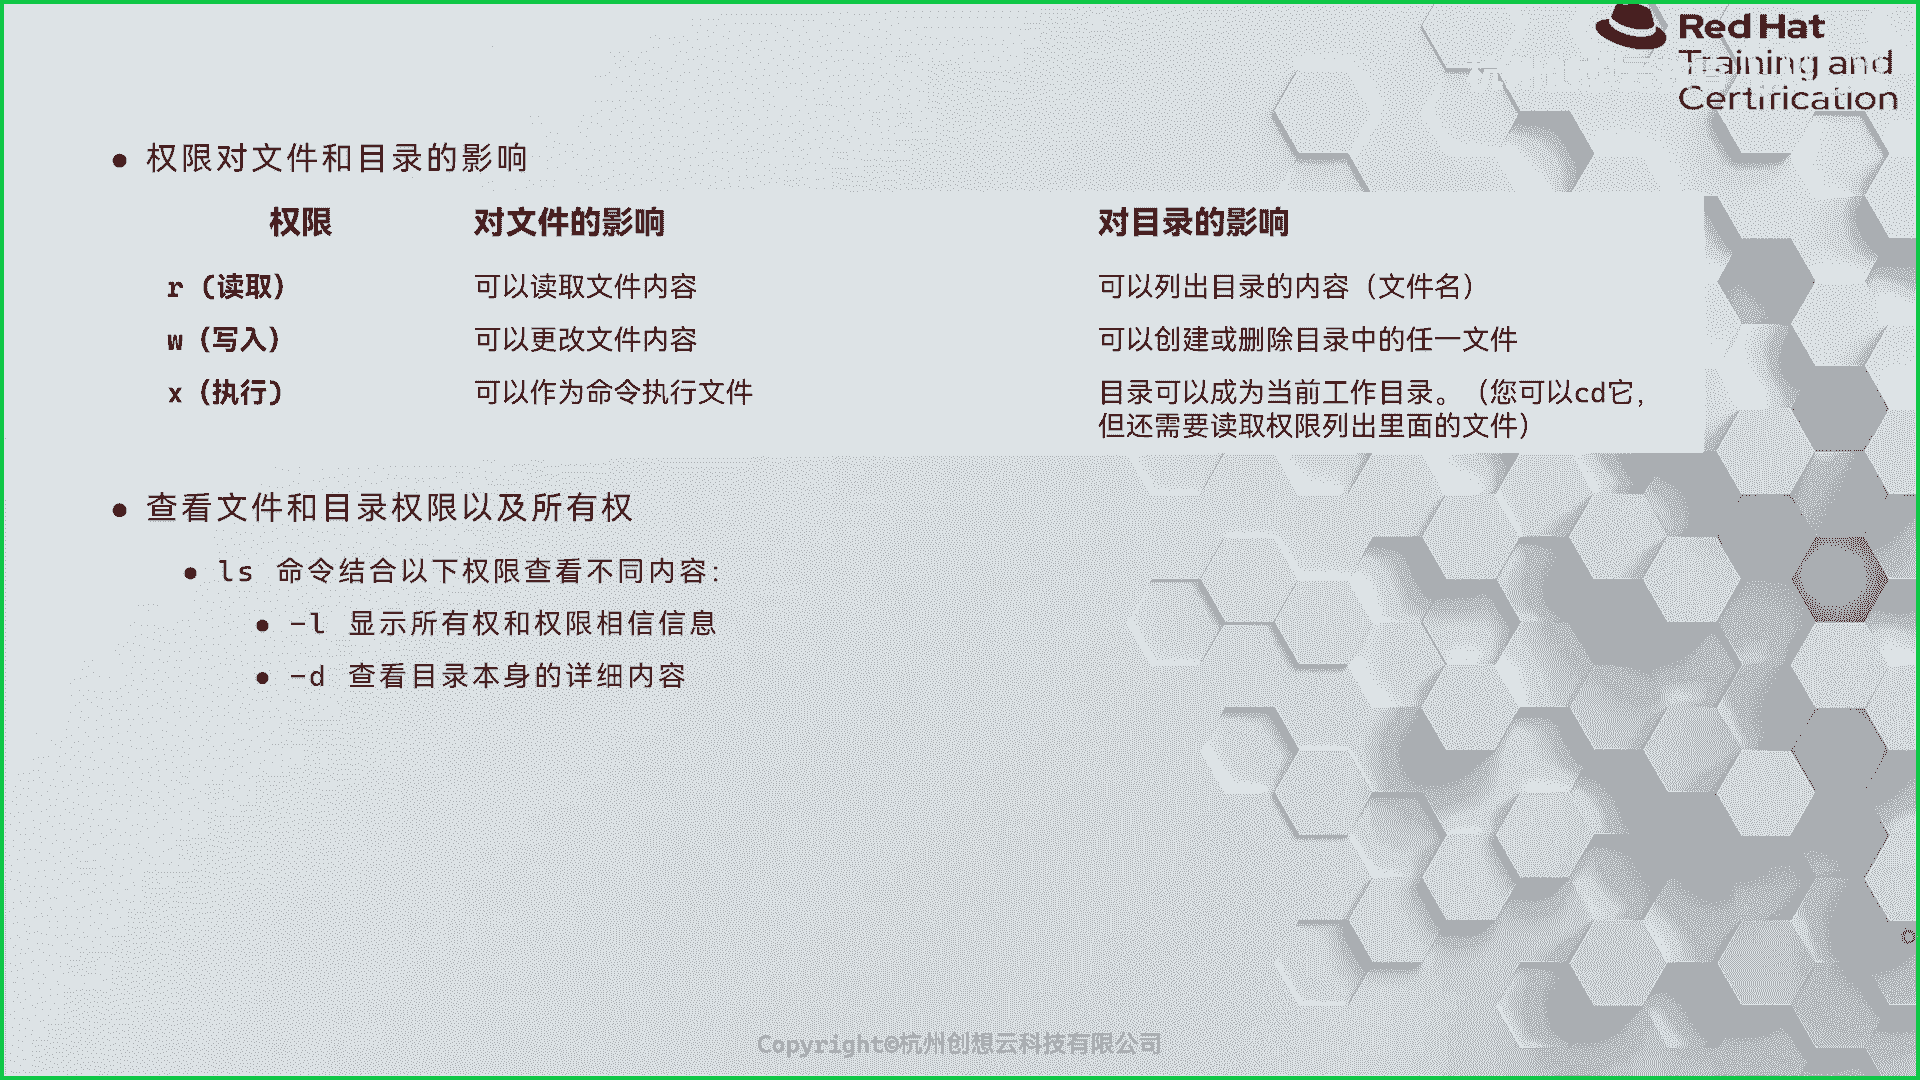 Red Hat
Training and
Certification
• 权限对文件和目录的影响
权限 对文件的影响 对目录的影响
r（读取） 可以读取文件内容 可以列出目录的内容（文件名）
w（写入） 可以更改文件内容 可以创建或删除目录中的任一文件
x（执行） 可以作为命令执行文件 目录可以成为当前工作目录。（您可以cd它，
但还需要读取权限列出里面的文件）
• 查看文件和目录权限以及所有权
• ls 命令结合以下权限查看不同内容：
• -l 显示所有权和权限相信信息
• -d 查看目录本身的详细内容
Copyright©杭州创想云科技有限公司